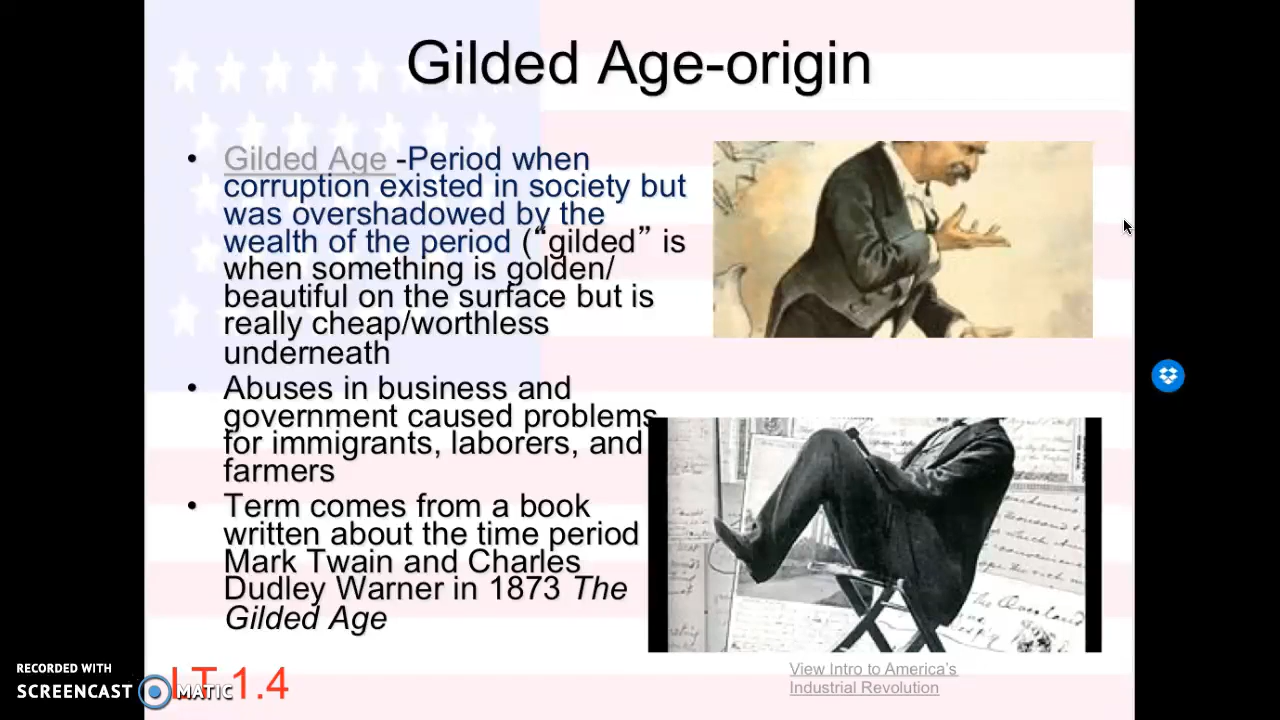 Gilded Age-origin
• Gilded Age -Period when
corruption existed in society but
was overshadowed by the
wealth of the period (“gilded” is
when something is golden/
beautiful on the surface but is
really cheap/worthless
underneath
• Abuses in business and
government caused problems
for immigrants, laborers, and
farmers
• Term comes from a book
written about the time period
Mark Twain and Charles
Dudley Warner in 1873 The
Gilded Age
View Intro to America’s
Industrial Revolution
RECORDED WITH
SCREENCAST MATIC
LT 1.4